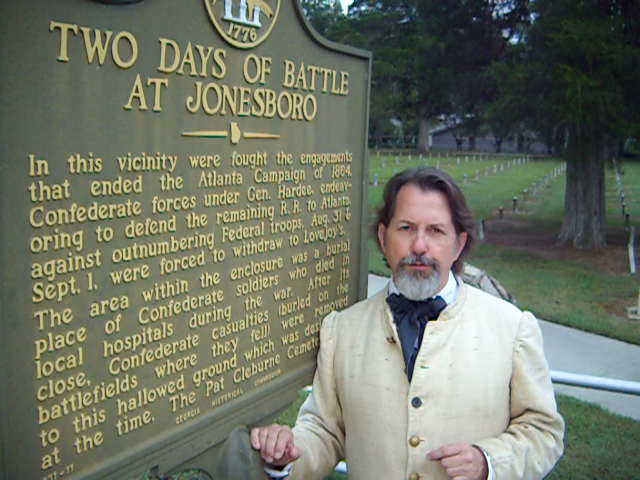 1776
TWO DAYS OF BATTLE
AT JONESBORO
In this vicinity were fought the engagements
that ended the Atlanta Campaign of 1864.
Confederate forces under Gen. Hardee, endeav-
oring to defend the remaining R. R. to Atlanta,
against outnumbering Federal troops, Aug. 31 &
Sept. 1, were forced to withdraw to Lovejoy's.
The area within the enclosure was a burial
place of Confederate soldiers who died in
local hospitals during the war. After its
close, Confederate casualties (buried on the
battlefields where they fell) were removed
to this hallowed ground which was
at the time, The Pat Cleburne
GEORGIA HISTORICAL COMMISSION